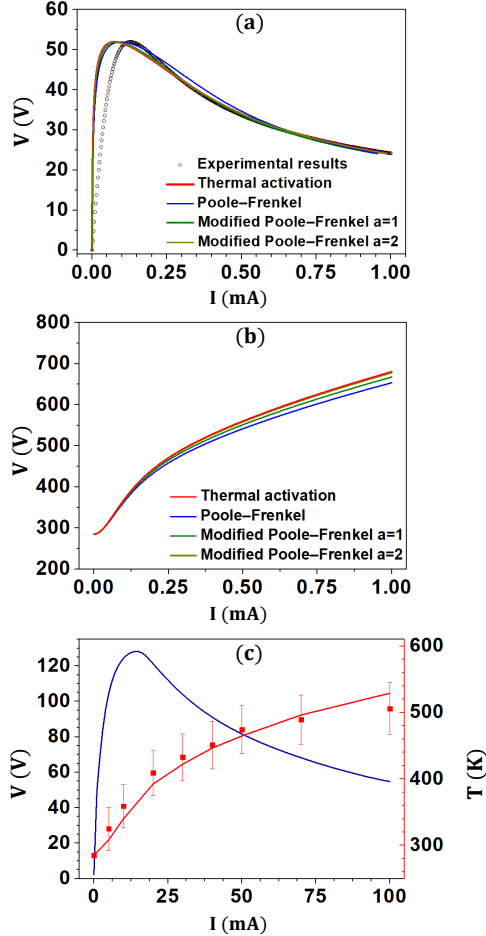 60
(a)
50
40
V (V)
30
20
10
0
Experimental results
Thermal activation
Poole–Frenkel
Modified Poole–Frenkel a=1
Modified Poole–Frenkel a=2
0.00 0.25 0.50 0.75 1.00
I (mA)
800
(b)
700
600
V (V)
500
400
300
200
Thermal activation
Poole–Frenkel
Modified Poole–Frenkel a=1
Modified Poole–Frenkel a=2
0.00 0.25 0.50 0.75 1.00
I (mA)
(c)
120
100
80
V (V)
60
40
20
0
600
500
T (K)
400
300
0 25 50 75 100
I (mA)